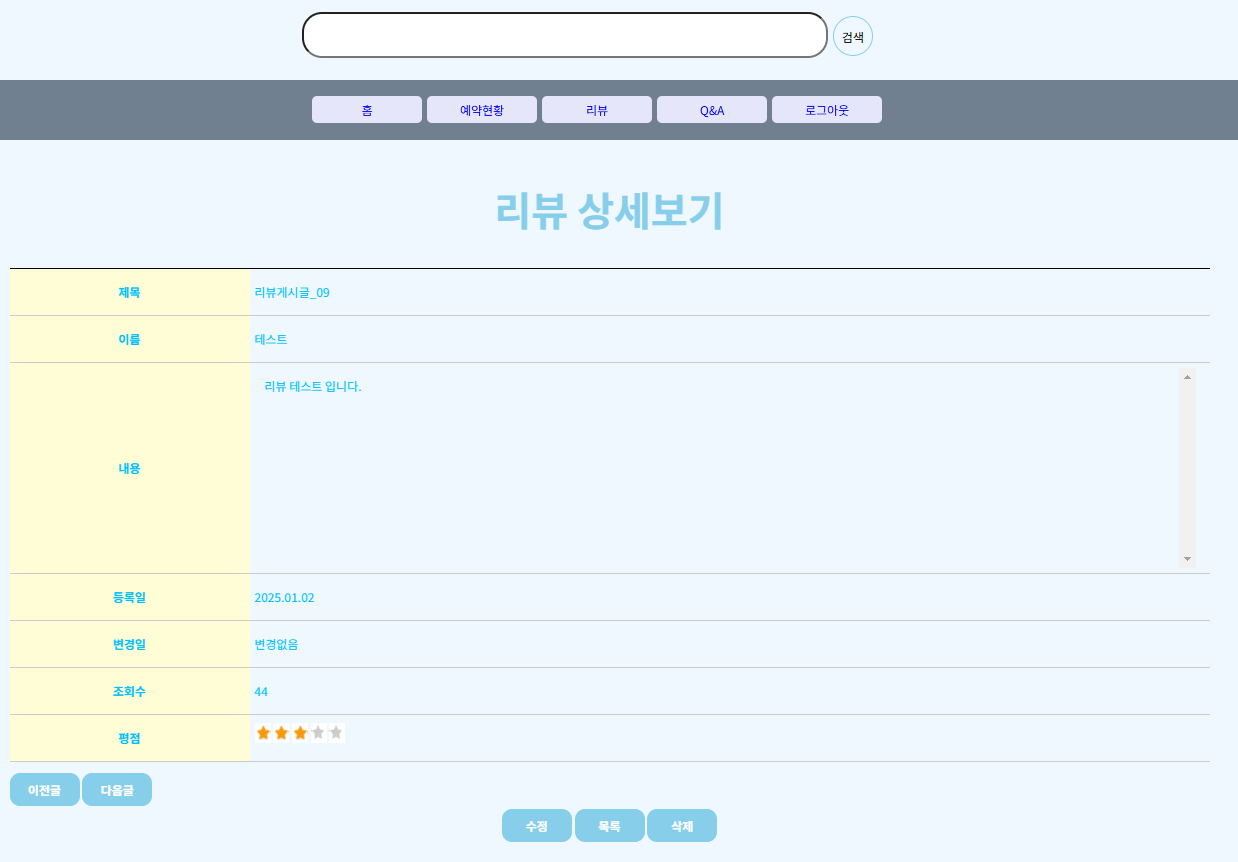 검색
홈 예약현황 리뷰 Q&A 로그아웃
리뷰 상세보기
제목 리뷰게시글_09
이름 테스트
내용 리뷰 테스트 입니다.
등록일 2025.01.02
변경일 변경없음
조회수 44
평점
이전글 다음글
수정 목록 삭제